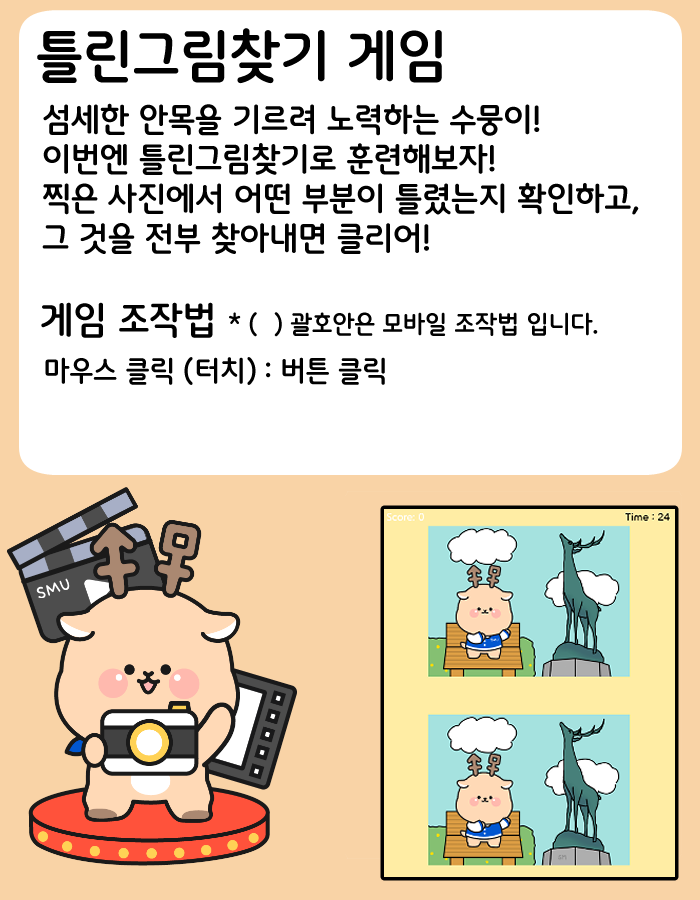 틀린그림찾기 게임
섬세한 안목을 기르려 노력하는 수뭉이!
이번엔 틀린그림찾기로 훈련해보자!
찍은 사진에서 어떤 부분이 틀렸는지 확인하고,
그 것을 전부 찾아내면 클리어!
게임 조작법 * (  ) 괄호안은 모바일 조작법 입니다.
마우스 클릭 (터치) : 버튼 클릭
SMU
Score: 0
Time : 24